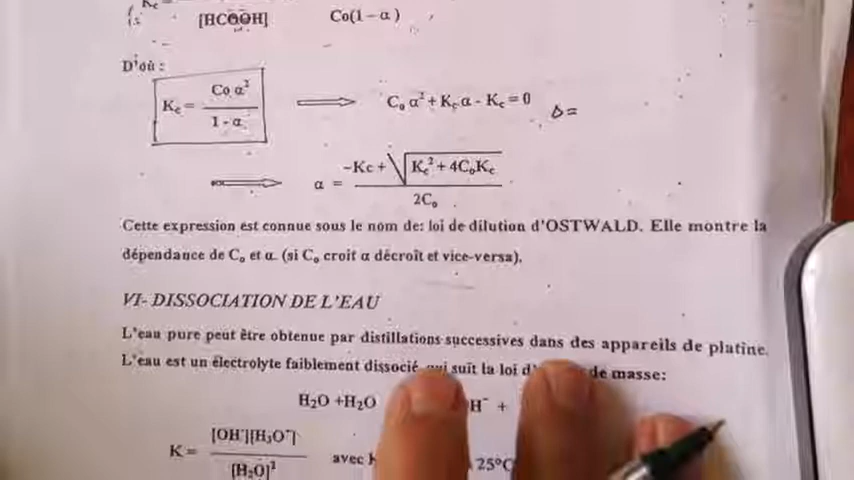 [HCOOH] Co(1-α)
D'où :
Kc = Co α² / 1 - α ⟹ Co α² + Kc α - Kc = 0 Δ=
⟹ α = -Kc + √Kc² + 4CoKc / 2Co
Cette expression est connue sous le nom de: loi de dilution d'OSTWALD. Elle montre la
dépendance de Co et α. (si Co croit α décroît et vice-versa).
VI- DISSOCIATION DE L'EAU
L'eau pure peut être obtenue par distillations successives dans des appareils de platine.
L'eau est un électrolyte faiblement dissocié qui suit la loi de masse:
H₂O +H₂O H⁻ +
K = [OH⁻][H₃O⁺] / [H₂O]² avec 25°C